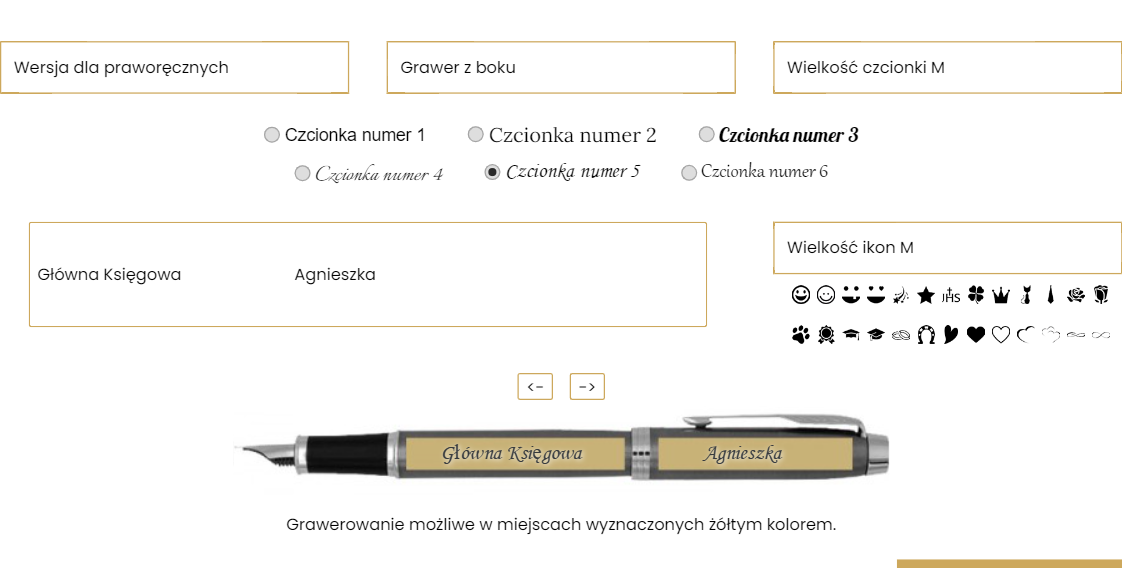 Wersja dla praworęcznych Grawer z boku Wielkość czcionki M
Czcionka numer 1 Czcionka numer 2 Czcionka numer 3
Czcionka numer 4 Czcionka numer 5 Czcionka numer 6
Wielkość ikon M
Główna Księgowa Agnieszka
JHS
<- ->
Główna Księgowa Agnieszka
Grawerowanie możliwe w miejscach wyznaczonych żółtym kolorem.